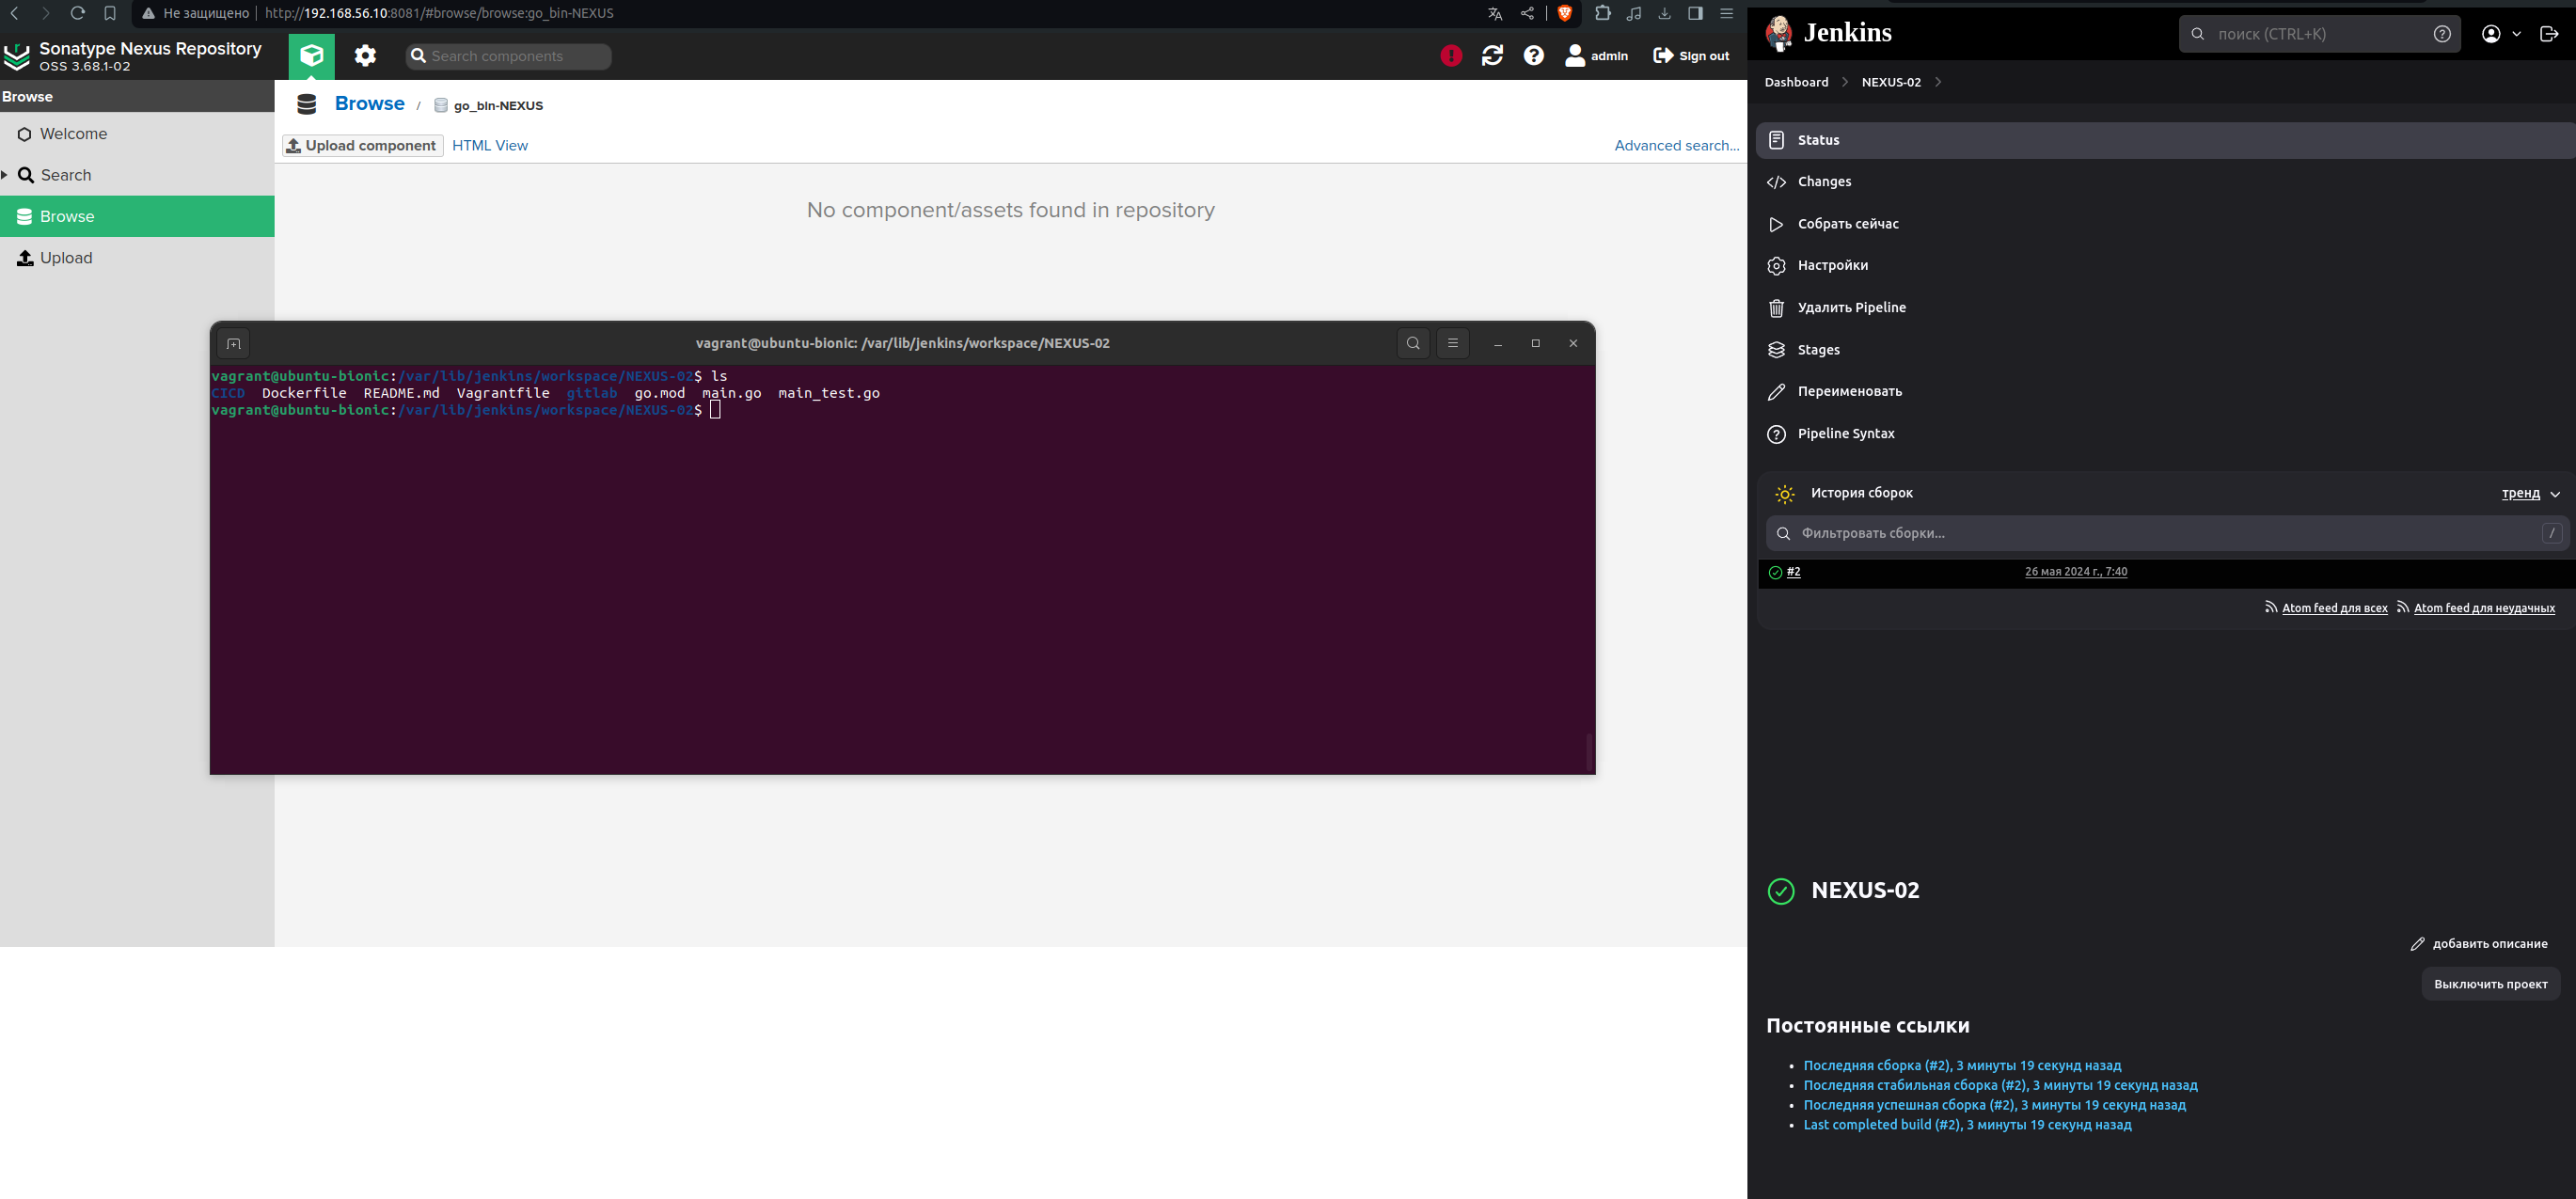 Не защищено
http://192.168.56.10:8081/#browse/browse:go_bin-NEXUS
Sonatype Nexus Repository
OSS 3.68.1-02
Search components
admin
Sign out
Browse
Welcome
Search
Browse
Upload
Browse / go_bin-NEXUS
Upload component
HTML View
Advanced search...
No component/assets found in repository
vagrant@ubuntu-bionic: /var/lib/jenkins/workspace/NEXUS-02
vagrant@ubuntu-bionic:/var/lib/jenkins/workspace/NEXUS-02$ ls
CICD Dockerfile README.md Vagrantfile gitlab go.mod main.go main_test.go
vagrant@ubuntu-bionic:/var/lib/jenkins/workspace/NEXUS-02$
Jenkins
поиск (CTRL+K)
Dashboard
NEXUS-02
Status
Changes
Собрать сейчас
Настройки
Удалить Pipeline
Stages
Переименовать
Pipeline Syntax
История сборок
тренд
Фильтровать сборки...
/
#2
26 мая 2024 г., 7:40
Atom feed для всех
Atom feed для неудачных
NEXUS-02
добавить описание
Выключить проект
Постоянные ссылки
Последняя сборка (#2), 3 минуты 19 секунд назад
Последняя стабильная сборка (#2), 3 минуты 19 секунд назад
Последняя успешная сборка (#2), 3 минуты 19 секунд назад
Last completed build (#2), 3 минуты 19 секунд назад